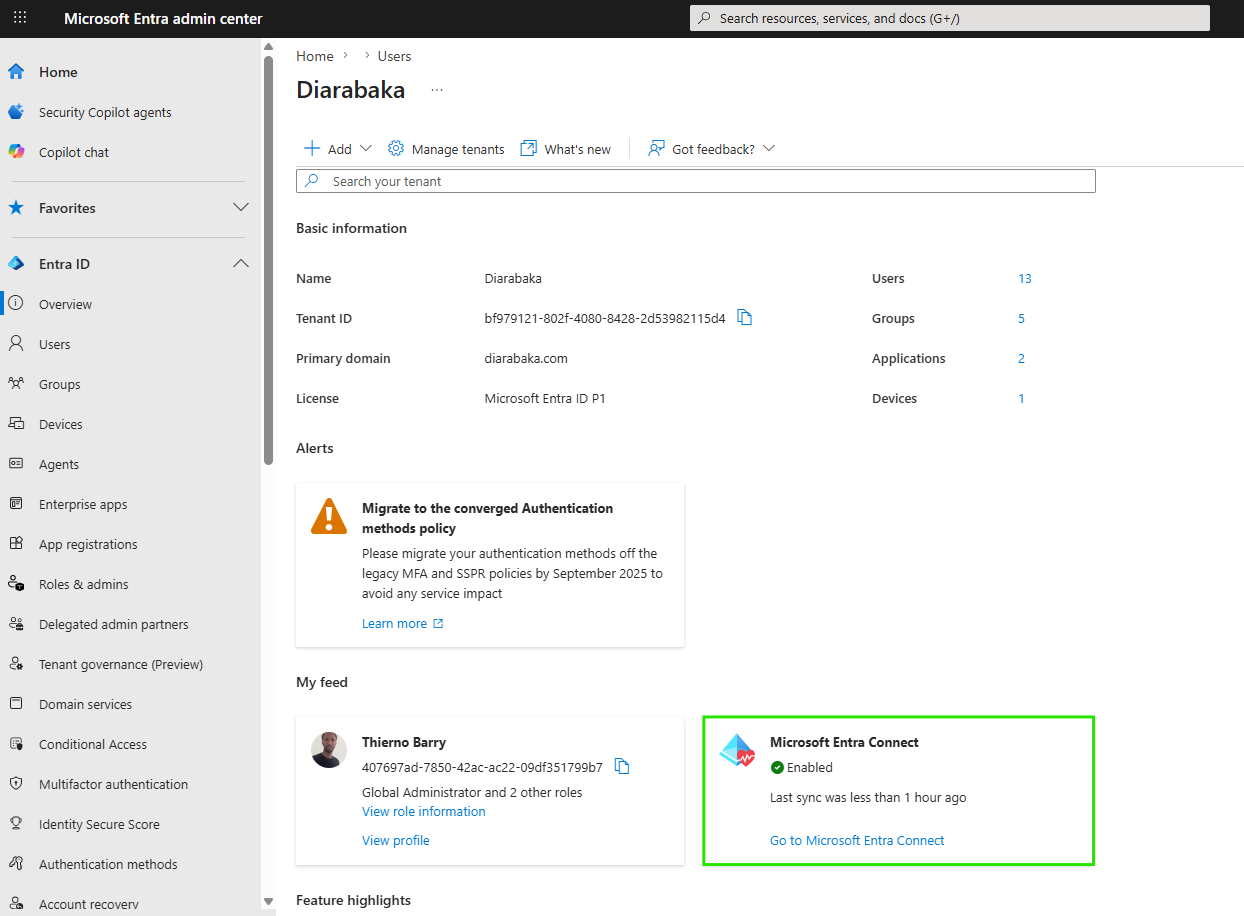 Microsoft Entra admin center
Search resources, services, and docs (G+/)
Home
Security Copilot agents
Copilot chat
Favorites
Entra ID
Overview
Users
Groups
Devices
Agents
Enterprise apps
App registrations
Roles & admins
Delegated admin partners
Tenant governance (Preview)
Domain services
Conditional Access
Multifactor authentication
Identity Secure Score
Authentication methods
Account recovery
Home > > Users
Diarabaka ...
Add Manage tenants What's new Got feedback?
Search your tenant
Basic information
Name Diarabaka Users 13
Tenant ID bf979121-802f-4080-8428-2d53982115d4 Groups 5
Primary domain diarabaka.com Applications 2
License Microsoft Entra ID P1 Devices 1
Alerts
Migrate to the converged Authentication
methods policy
Please migrate your authentication methods off the
legacy MFA and SSPR policies by September 2025 to
avoid any service impact
Learn more
My feed
Thierno Barry
407697ad-7850-42ac-ac22-09df351799b7
Global Administrator and 2 other roles
View role information
View profile
Microsoft Entra Connect
Enabled
Last sync was less than 1 hour ago
Go to Microsoft Entra Connect
Feature highlights